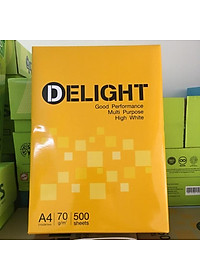 DELIGHT
Good Performance
Multi Purpose
High White
A4 70 g/m² 500
sheets